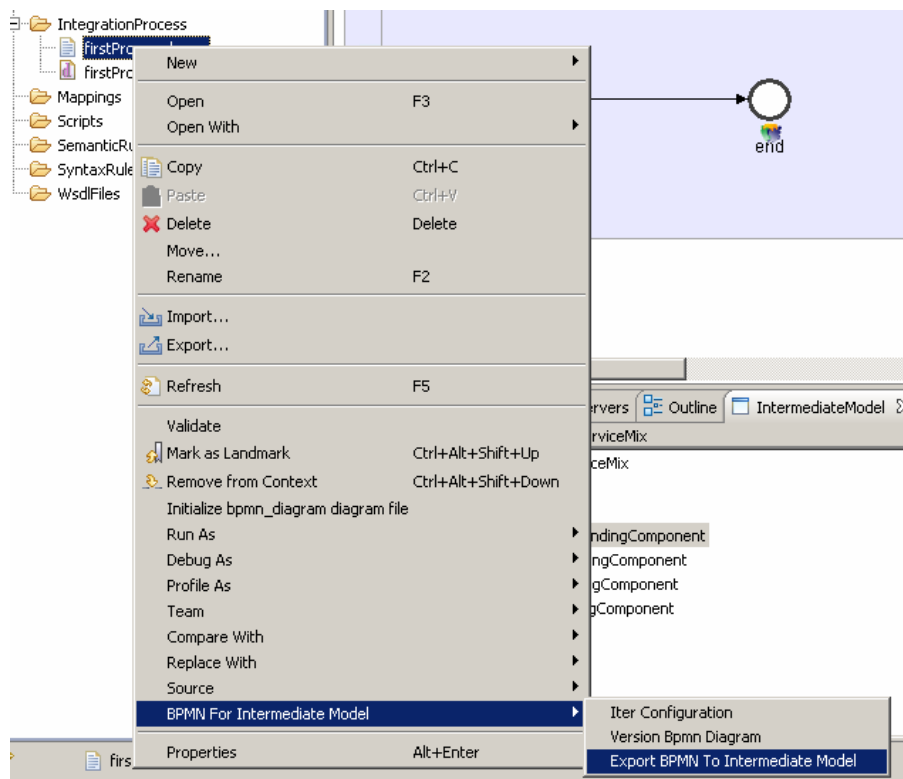 IntegrationProcess
firstPro
firstPro
Mappings
Scripts
SemanticRu
SyntaxRule
WsdlFiles
New
Open F3
Open With
Copy Ctrl+C
Paste Ctrl+V
Delete Delete
Move...
Rename F2
Import...
Export...
Refresh F5
Validate
Mark as Landmark Ctrl+Alt+Shift+Up
Remove from Context Ctrl+Alt+Shift+Down
Initialize bpmn_diagram diagram file
Run As
Debug As
Profile As
Team
Compare With
Replace With
Source
BPMN For Intermediate Model
Properties Alt+Enter
Iter Configuration
Version Bpmn Diagram
Export BPMN To Intermediate Model
end
ervers Outline IntermediateModel
rviceMix
ceMix
ndingComponent
ngComponent
gComponent
gComponent
firs